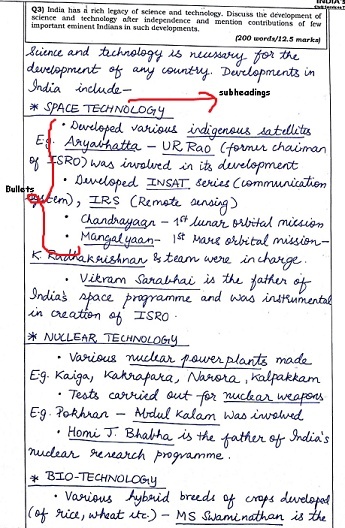 INDIA'S
Q3) India has a rich legacy of science and technology. Discuss the development of
science and technology after independence and mention contributions of few
important eminent Indians in such developments.
(200 words/12.5 marks)
Science and technology is necessary for the
development of any country. Developments in
India include-
subheadings
* SPACE TECHNOLOGY
• Developed various indigenous satellites
Eg. Aryabhatta - U.R. Rao (former chaiman
of ISRO) was involved in its development
• Developed INSAT series (communication
Bullets
system), IRS (Remote sensing)
• Chandrayaan - 1st lunar orbital mission
• Mangalyaan- 1st Mars orbital mission-
K. Radhakrishnan & team were in charge.
• Vikram Sarabhai is the father of
India's space programme and was instrumental
in creation of ISRO.
* NUCLEAR TECHNOLOGY
• Various nuclear power plants made
Eg. Kaiga, Kakrapara, Narora, Kalpakkam
• Tests carried out for nuclear weapons
Eg. Pokhran - Abdul Kalam was involved
• Homi J. Bhabha is the father of India's
nuclear research programme.
* BIO-TECHNOLOGY
• Various hybrid breeds of crops developed
(of rice, wheat etc.) - MS Swaminathan is the